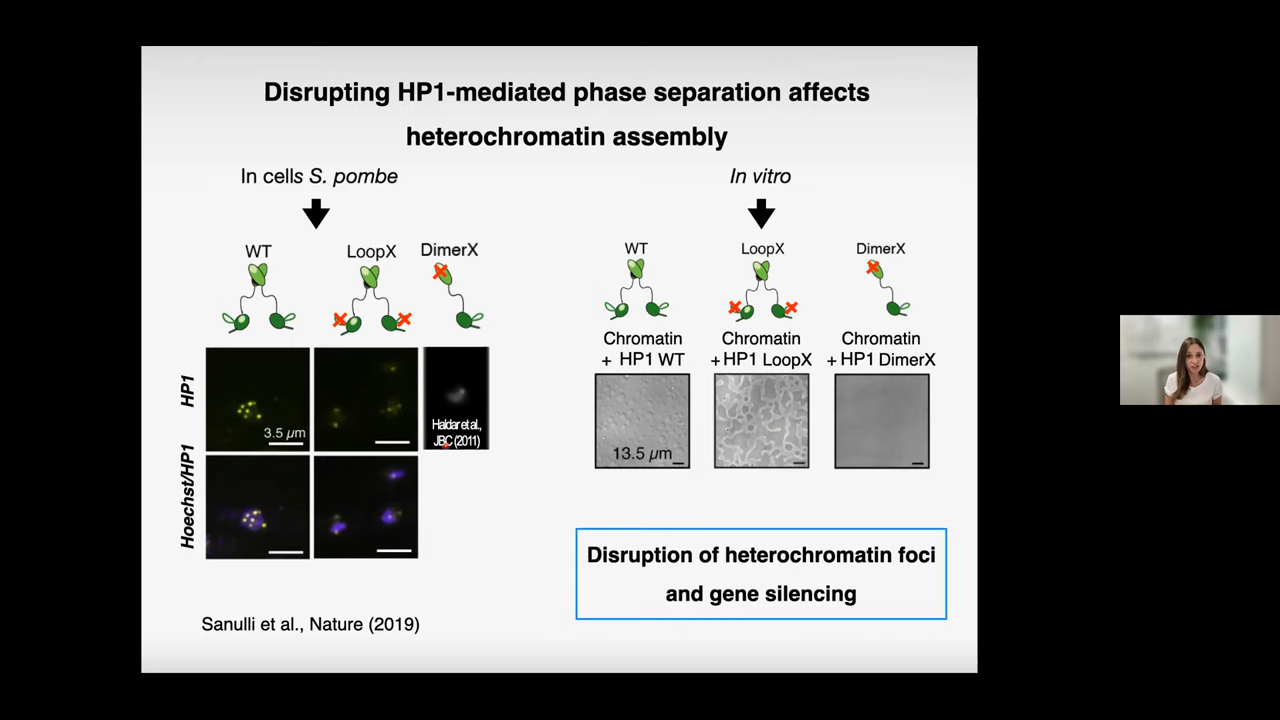 Disrupting HP1-mediated phase separation affects
heterochromatin assembly
In cells S. pombe
WT
LoopX
DimerX
HP1
3.5 µm
Haldar et al.,
JBC (2011)
Hoechst/HP1
Sanulli et al., Nature (2019)
In vitro
WT
LoopX
DimerX
Chromatin
+ HP1 WT
Chromatin
+ HP1 LoopX
Chromatin
+ HP1 DimerX
13.5 µm
Disruption of heterochromatin foci
and gene silencing